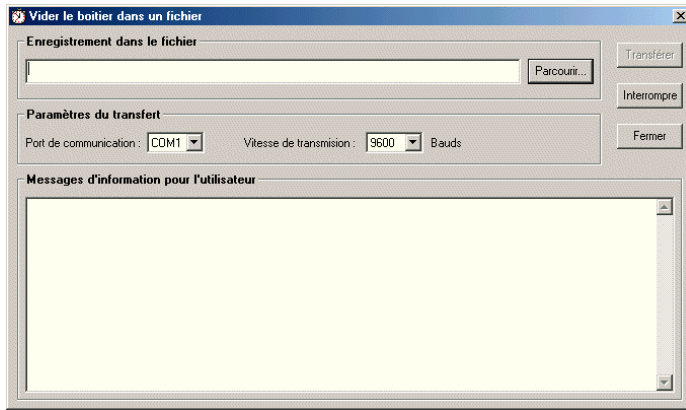 Vider le boitier dans un fichier
Enregistrement dans le fichier
Parcourir...
Transférer
Interrompre
Fermer
Paramètres du transfert
Port de communication : COM1 Vitesse de transmision : 9600 Bauds
Messages d'information pour l'utilisateur